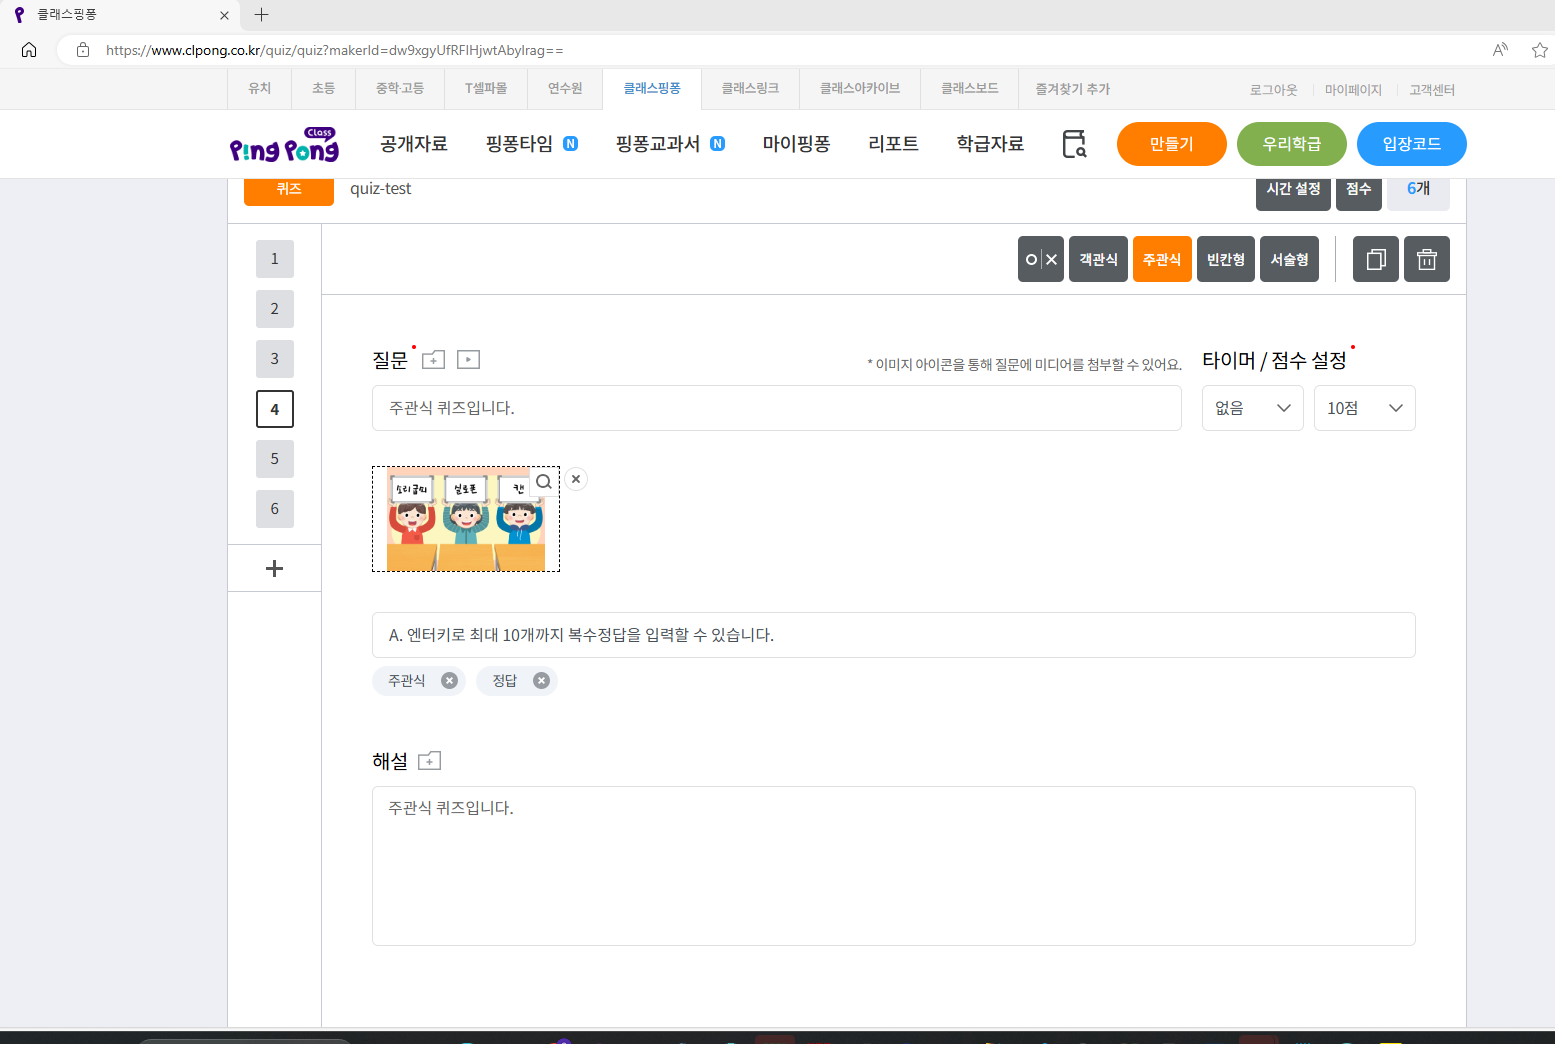 클래스핑퐁
https://www.clpong.co.kr/quiz/quiz?makerId=dw9xgyUfRFlHjwtAbylrag==
유치 초등 중학·고등 T셀파몰 연수원 클래스핑퐁 클래스링크 클래스아카이브 클래스보드 즐겨찾기 추가 로그아웃 마이페이지 고객센터
Class
Ping Pong
공개자료 핑퐁타임 N 핑퐁교과서 N 마이핑퐁 리포트 학급자료 만들기 우리학급 입장코드
퀴즈 quiz-test 시간 설정 점수 6개
1
2
3
4
5
6
O X 객관식 주관식 빈칸형 서술형
질문 * 이미지 아이콘을 통해 질문에 미디어를 첨부할 수 있어요. 타이머 / 점수 설정
주관식 퀴즈입니다. 없음 10점
소리굽쇠 실로폰 캔
A. 엔터키로 최대 10개까지 복수정답을 입력할 수 있습니다.
주관식 정답
해설
주관식 퀴즈입니다.